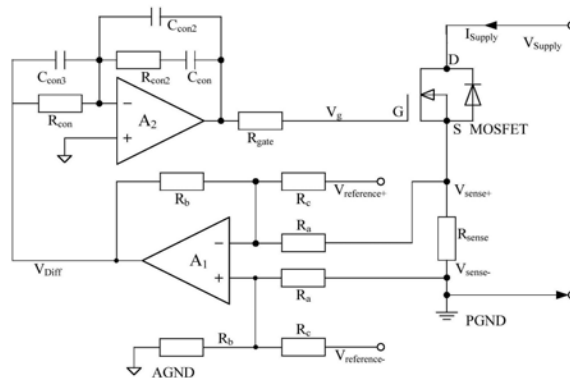 C_con2
I_Supply
V_Supply
C_con3
R_con2
C_con
D
R_con
−
A_2
+
R_gate
V_g
G
S MOSFET
R_b
R_c
V_reference+
V_sense+
R_a
R_sense
−
A_1
+
V_Diff
R_a
V_sense-
R_b
R_c
PGND
AGND
V_reference-